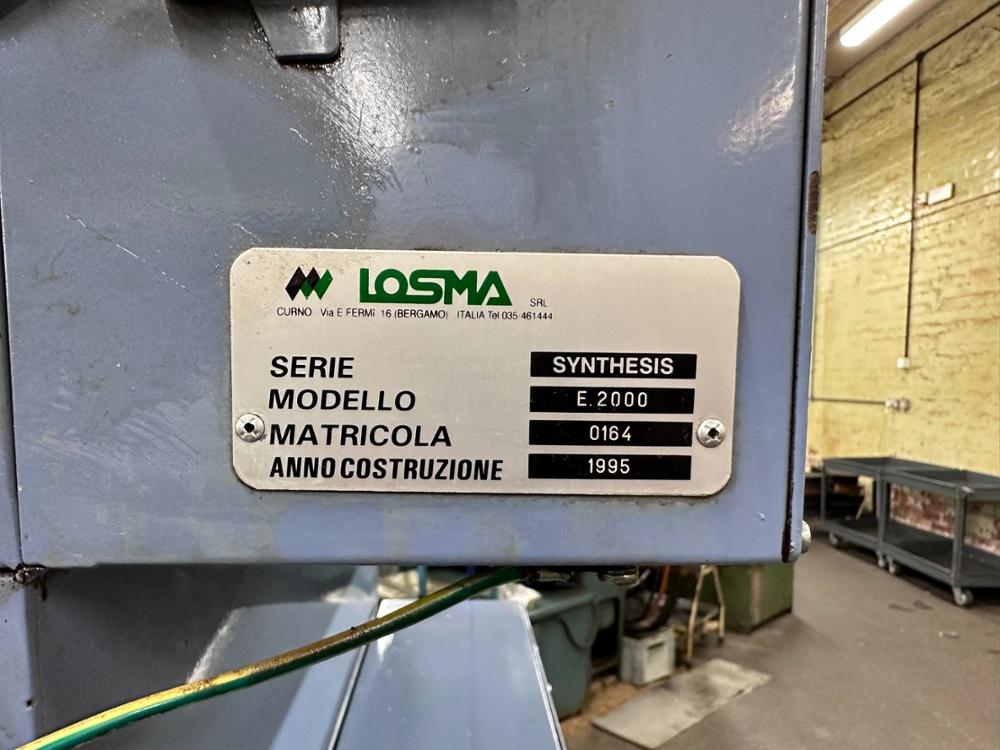 LOSMA SRL
CURNO - Via E FERMI 16 (BERGAMO) ITALIA Tel 035 461444
SERIE SYNTHESIS
MODELLO E.2000
MATRICOLA 0164
ANNO COSTRUZIONE 1995